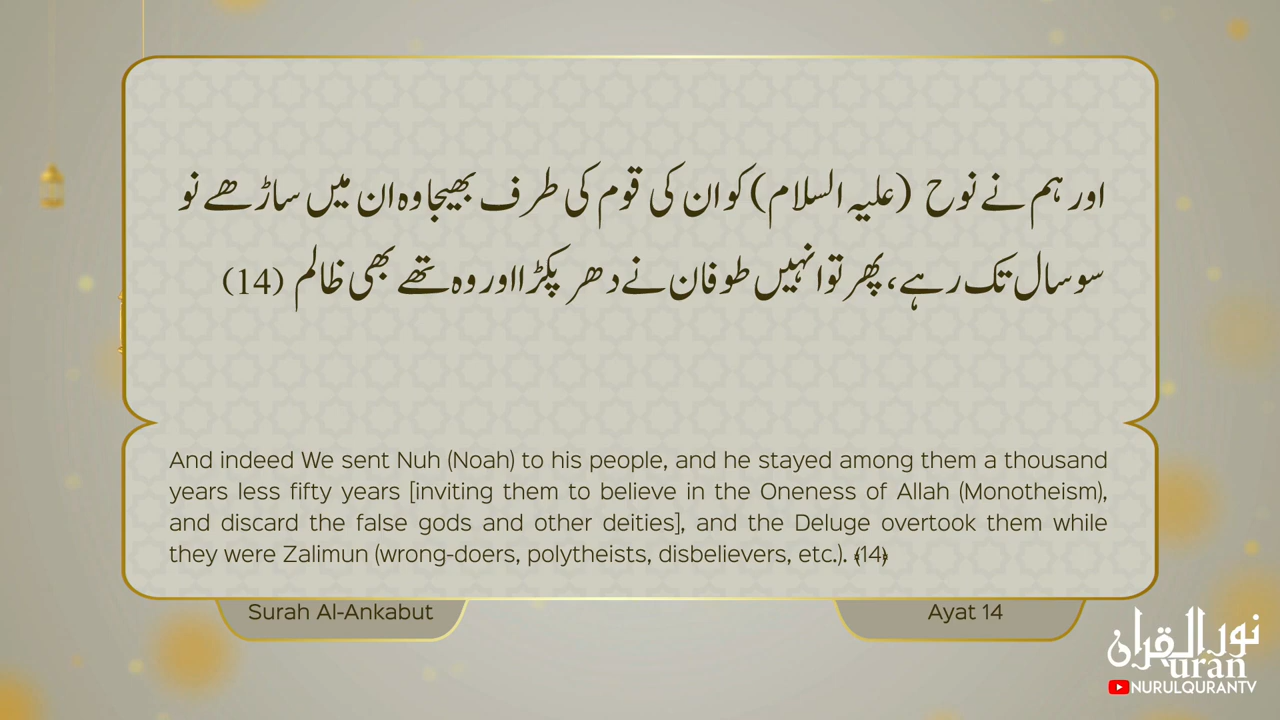 اور ہم نے نوح (علیہ السلام) کو ان کی قوم کی طرف بھیجا وہ ان میں ساڑھے نو
سو سال تک رہے، پھر تو انہیں طوفان نے دھر پکڑا اور وہ تھے بھی ظالم (14)
And indeed We sent Nuh (Noah) to his people, and he stayed among them a thousand
years less fifty years [inviting them to believe in the Oneness of Allah (Monotheism),
and discard the false gods and other deities], and the Deluge overtook them while
they were Zalimun (wrong-doers, polytheists, disbelievers, etc.). ﴾14﴿
Surah Al-Ankabut
Ayat 14
نور القران
uran
NURULQURANTV